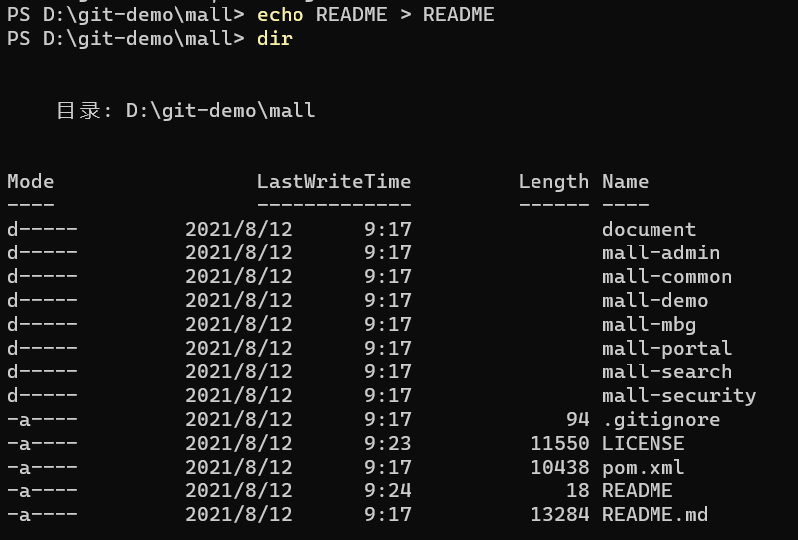 PS D:\git-demo\mall> echo README > README
PS D:\git-demo\mall> dir
目录: D:\git-demo\mall
Mode LastWriteTime Length Name
---- ------------- ------ ----
d----- 2021/8/12 9:17 document
d----- 2021/8/12 9:17 mall-admin
d----- 2021/8/12 9:17 mall-common
d----- 2021/8/12 9:17 mall-demo
d----- 2021/8/12 9:17 mall-mbg
d----- 2021/8/12 9:17 mall-portal
d----- 2021/8/12 9:17 mall-search
d----- 2021/8/12 9:17 mall-security
-a---- 2021/8/12 9:17 94 .gitignore
-a---- 2021/8/12 9:23 11550 LICENSE
-a---- 2021/8/12 9:17 10438 pom.xml
-a---- 2021/8/12 9:24 18 README
-a---- 2021/8/12 9:17 13284 README.md